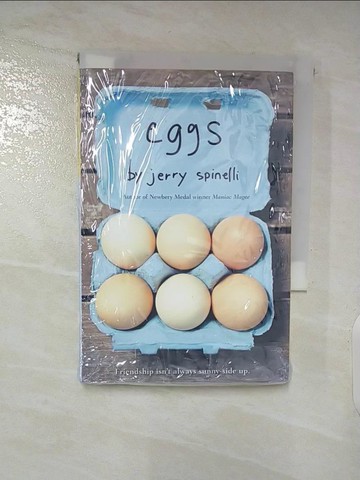 eggs
by jerry spinelli
Author of Newbery Medal winner Maniac Magee
Friendship isn't always sunny-side up.